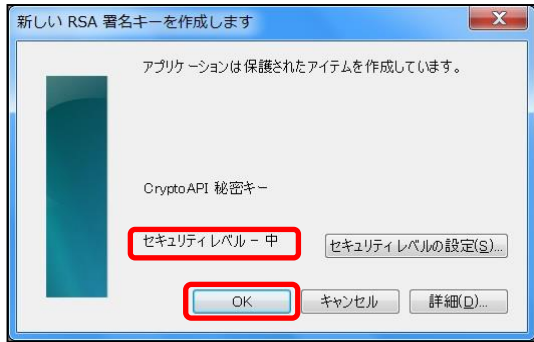 新しい RSA 署名キーを作成します
アプリケーションは保護されたアイテムを作成しています。
CryptoAPI 秘密キー
セキュリティ レベル - 中
セキュリティ レベルの設定(S)...
OK
キャンセル
詳細(D)...